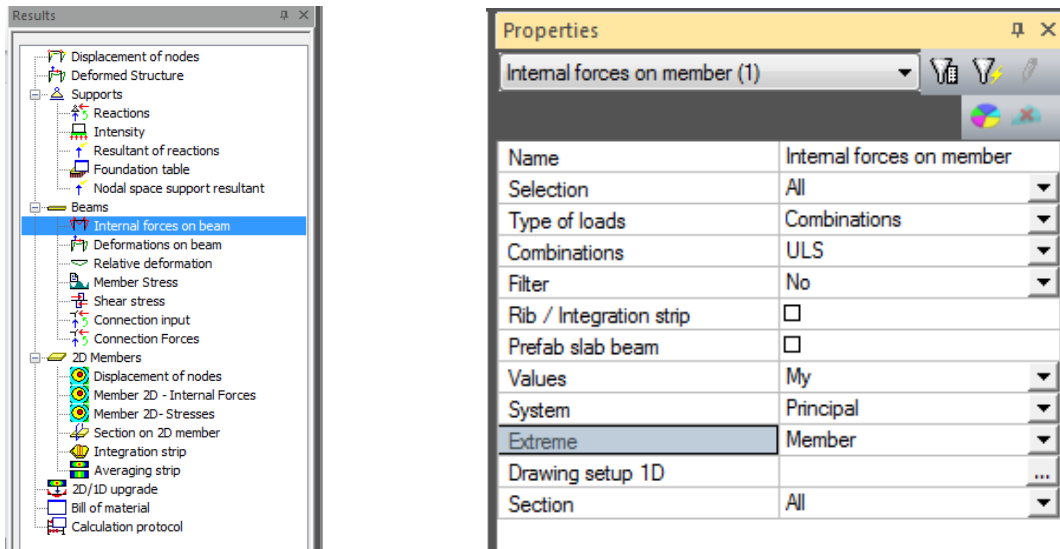 Results
Displacement of nodes
Deformed Structure
Supports
Reactions
Intensity
Resultant of reactions
Foundation table
Nodal space support resultant
Beams
Internal forces on beam
Deformations on beam
Relative deformation
Member Stress
Shear stress
Connection input
Connection Forces
2D Members
Displacement of nodes
Member 2D - Internal Forces
Member 2D- Stresses
Section on 2D member
Integration strip
Averaging strip
2D/1D upgrade
Bill of material
Calculation protocol
Properties
Internal forces on member (1)
Name Internal forces on member
Selection All
Type of loads Combinations
Combinations ULS
Filter No
Rib / Integration strip
Prefab slab beam
Values My
System Principal
Extreme Member
Drawing setup 1D ...
Section All